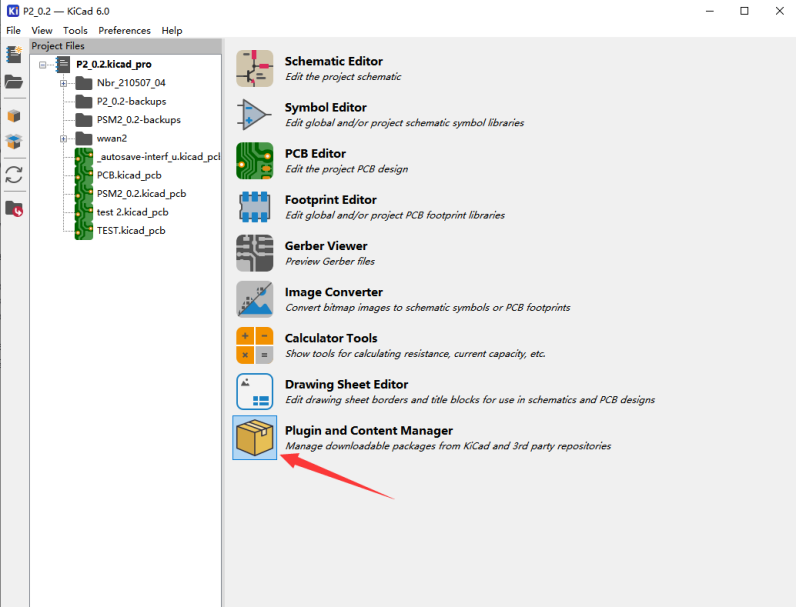 P2_0.2 — KiCad 6.0
File View Tools Preferences Help
Project Files
P2_0.2.kicad_pro
Nbr_210507_04
P2_0.2-backups
PSM2_0.2-backups
wwan2
_autosave-interf_u.kicad_pcb
PCB.kicad_pcb
PSM2_0.2.kicad_pcb
test 2.kicad_pcb
TEST.kicad_pcb
Schematic Editor
Edit the project schematic
Symbol Editor
Edit global and/or project schematic symbol libraries
PCB Editor
Edit the project PCB design
Footprint Editor
Edit global and/or project PCB footprint libraries
Gerber Viewer
Preview Gerber files
Image Converter
Convert bitmap images to schematic symbols or PCB footprints
Calculator Tools
Show tools for calculating resistance, current capacity, etc.
Drawing Sheet Editor
Edit drawing sheet borders and title blocks for use in schematics and PCB designs
Plugin and Content Manager
Manage downloadable packages from KiCad and 3rd party repositories